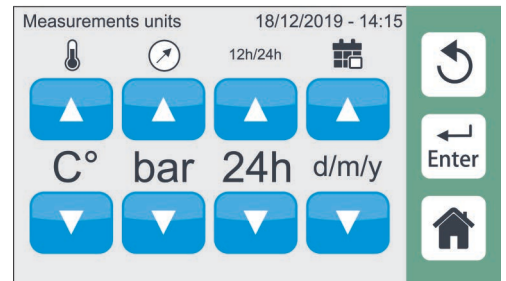 Measurements units 18/12/2019 - 14:15
12h/24h
C° bar 24h d/m/y
Enter